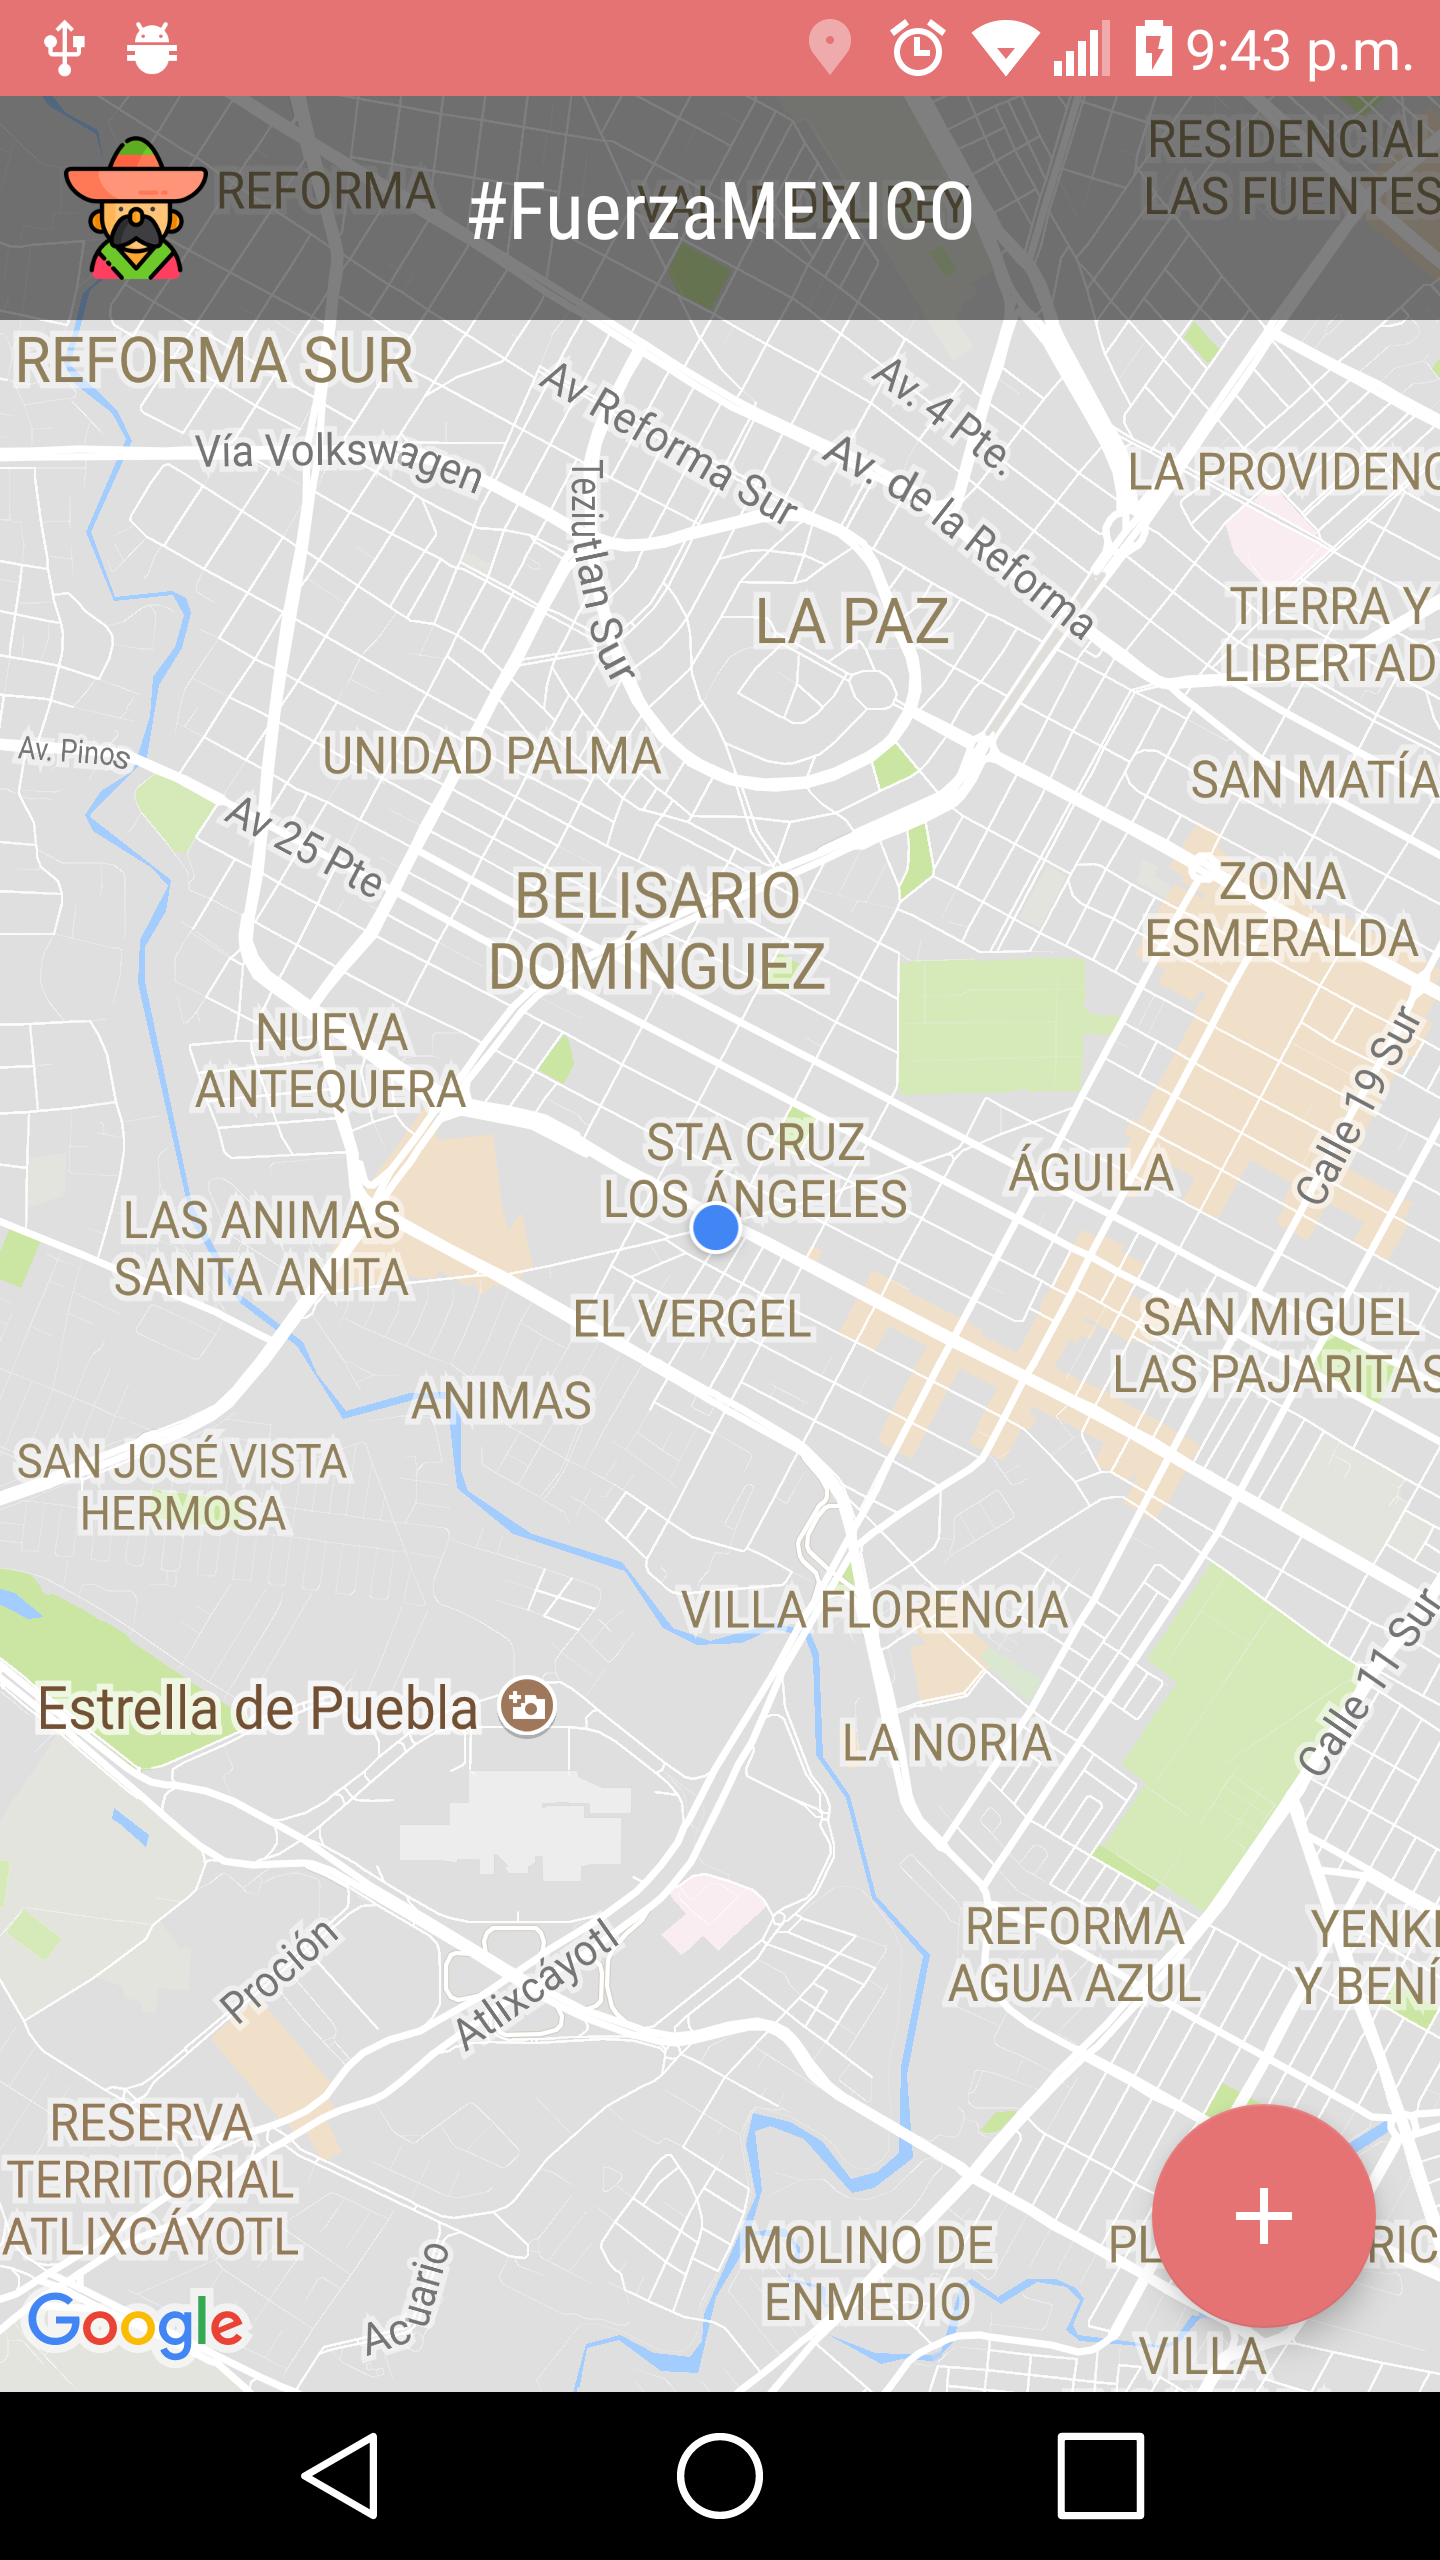 9:43 p.m.
REFORMA
#FuerzaMEXICO
RESIDENCIAL
LAS FUENTES
REFORMA SUR
Av Reforma Sur
Av. 4 Pte.
Vía Volkswagen
Av. de la Reforma
LA PROVIDENC
Teziutlan Sur
LA PAZ
TIERRA Y
LIBERTAD
Av. Pinos
UNIDAD PALMA
SAN MATÍA
Av 25 Pte
BELISARIO
DOMÍNGUEZ
ZONA
ESMERALDA
NUEVA
ANTEQUERA
Calle 19 Sur
STA CRUZ
LOS ÁNGELES
ÁGUILA
LAS ANIMAS
SANTA ANITA
EL VERGEL
SAN MIGUEL
LAS PAJARITAS
ANIMAS
SAN JOSÉ VISTA
HERMOSA
VILLA FLORENCIA
Calle 11 Sur
Estrella de Puebla
LA NORIA
REFORMA
AGUA AZUL
YENK
Y BENÍ
Proción
Atlixcáyotl
RESERVA
TERRITORIAL
ATLIXCÁYOTL
MOLINO DE
ENMEDIO
Acuario
Google
VILLA